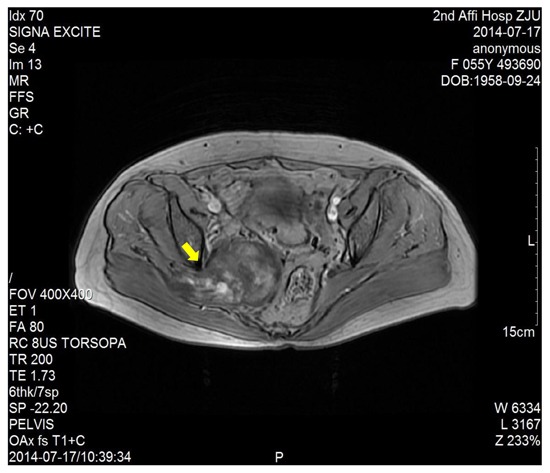 Idx 70
SIGNA EXCITE
Se 4
Im 13
MR
FFS
GR
C: +C
2nd Affi Hosp ZJU
2014-07-17
anonymous
F 055Y 493690
DOB:1958-09-24
L
15cm
/
FOV 400X400
ET 1
FA 80
RC 8US TORSOPA
TR 200
TE 1.73
6thk/7sp
SP -22.20
PELVIS
OAx fs T1+C
2014-07-17/10:39:34
P
W 6334
L 3167
Z 233%